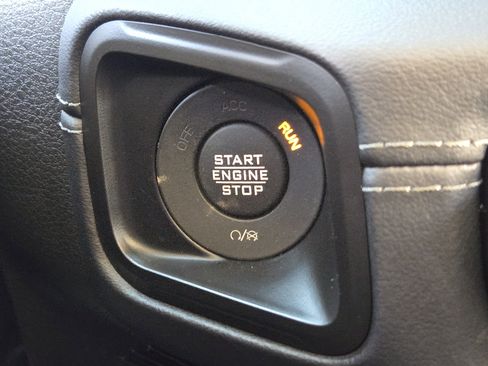 OFF
ACC
RUN
START
ENGINE
STOP